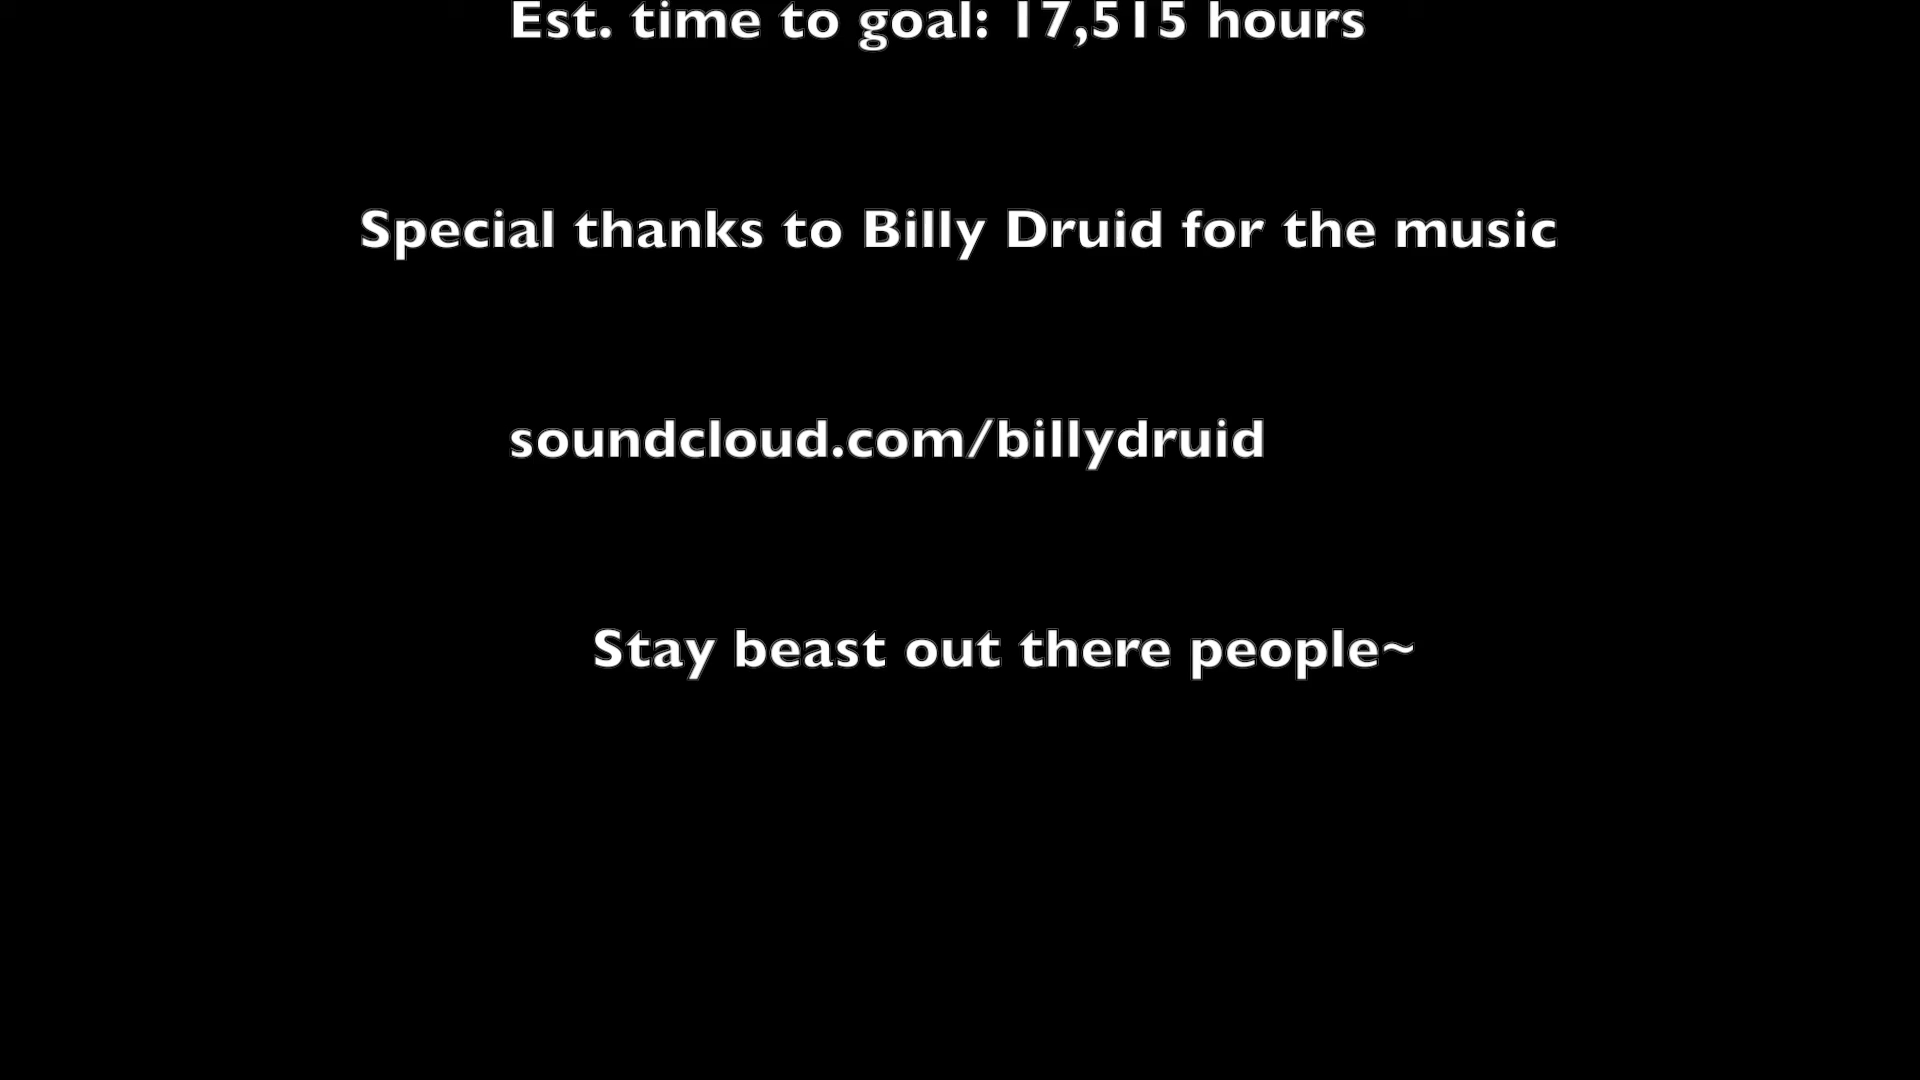 Est. time to goal: 17,515 hours
Special thanks to Billy Druid for the music
soundcloud.com/billydruid
Stay beast out there people~